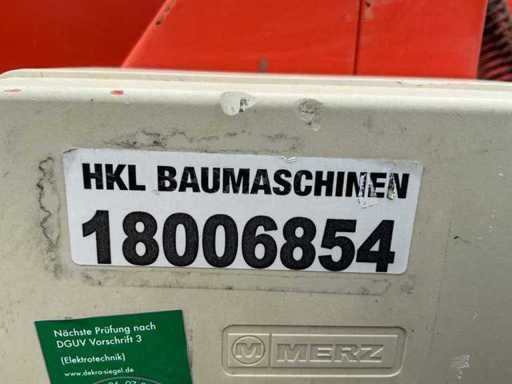 HKL BAUMASCHINEN
18006854
Nächste Prüfung nach
DGUV Vorschrift 3
(Elektrotechnik)
www.dekra-siegel.de
M MERZ